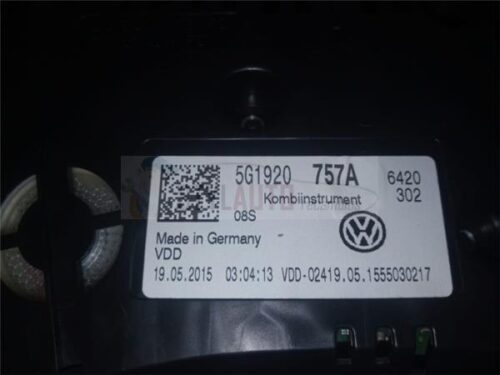 5G1920 757A 6420
Kombiinstrument 302
08S
Made in Germany
VDD
19.05.2015 03:04:13 VDD-02419.05.1555030217